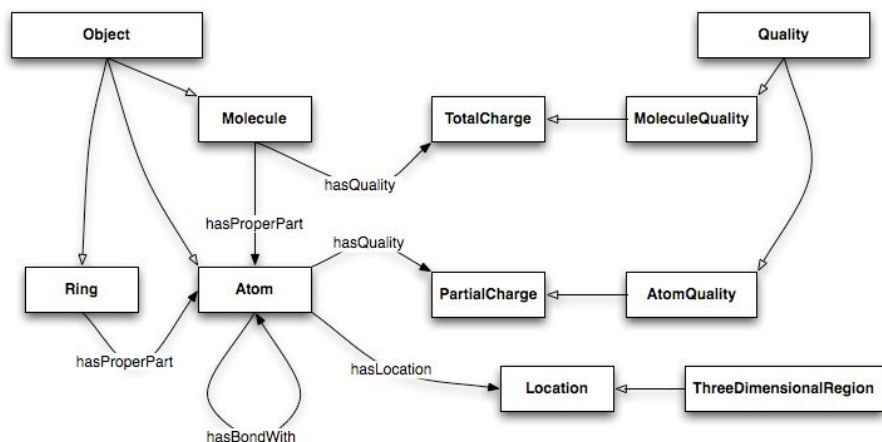 Object
Quality
Molecule
TotalCharge
MoleculeQuality
hasQuality
hasProperPart
hasQuality
Ring
Atom
PartialCharge
AtomQuality
hasProperPart
hasLocation
Location
ThreeDimensionalRegion
hasBondWith